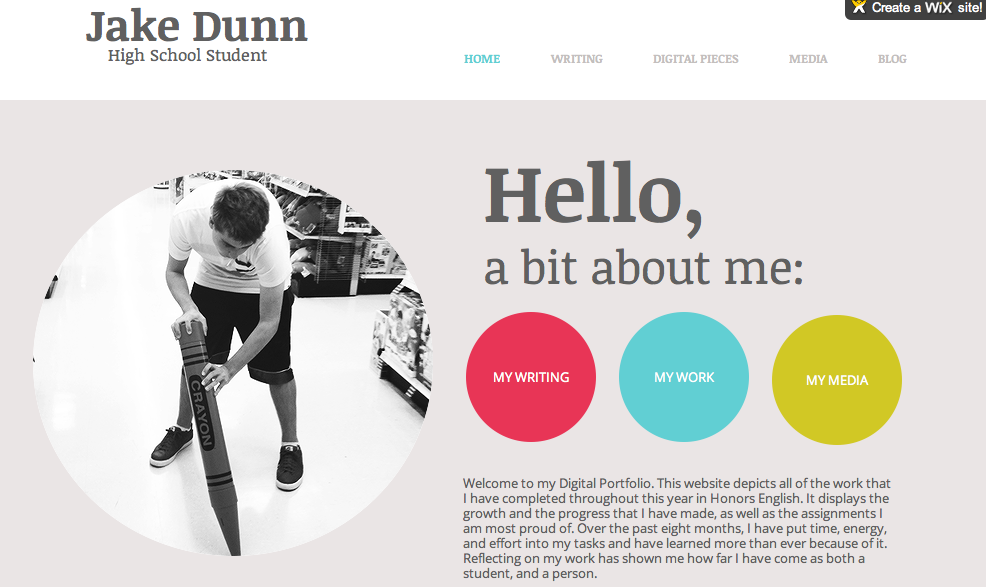 Jake Dunn
High School Student
Create a WiX site!
HOME WRITING DIGITAL PIECES MEDIA BLOG
Hello,
a bit about me:
MY WRITING MY WORK MY MEDIA
CRAYON
Welcome to my Digital Portfolio. This website depicts all of the work that
I have completed throughout this year in Honors English. It displays the
growth and the progress that I have made, as well as the assignments I
am most proud of. Over the past eight months, I have put time, energy,
and effort into my tasks and have learned more than ever because of it.
Reflecting on my work has shown me how far I have come as both a
student, and a person.